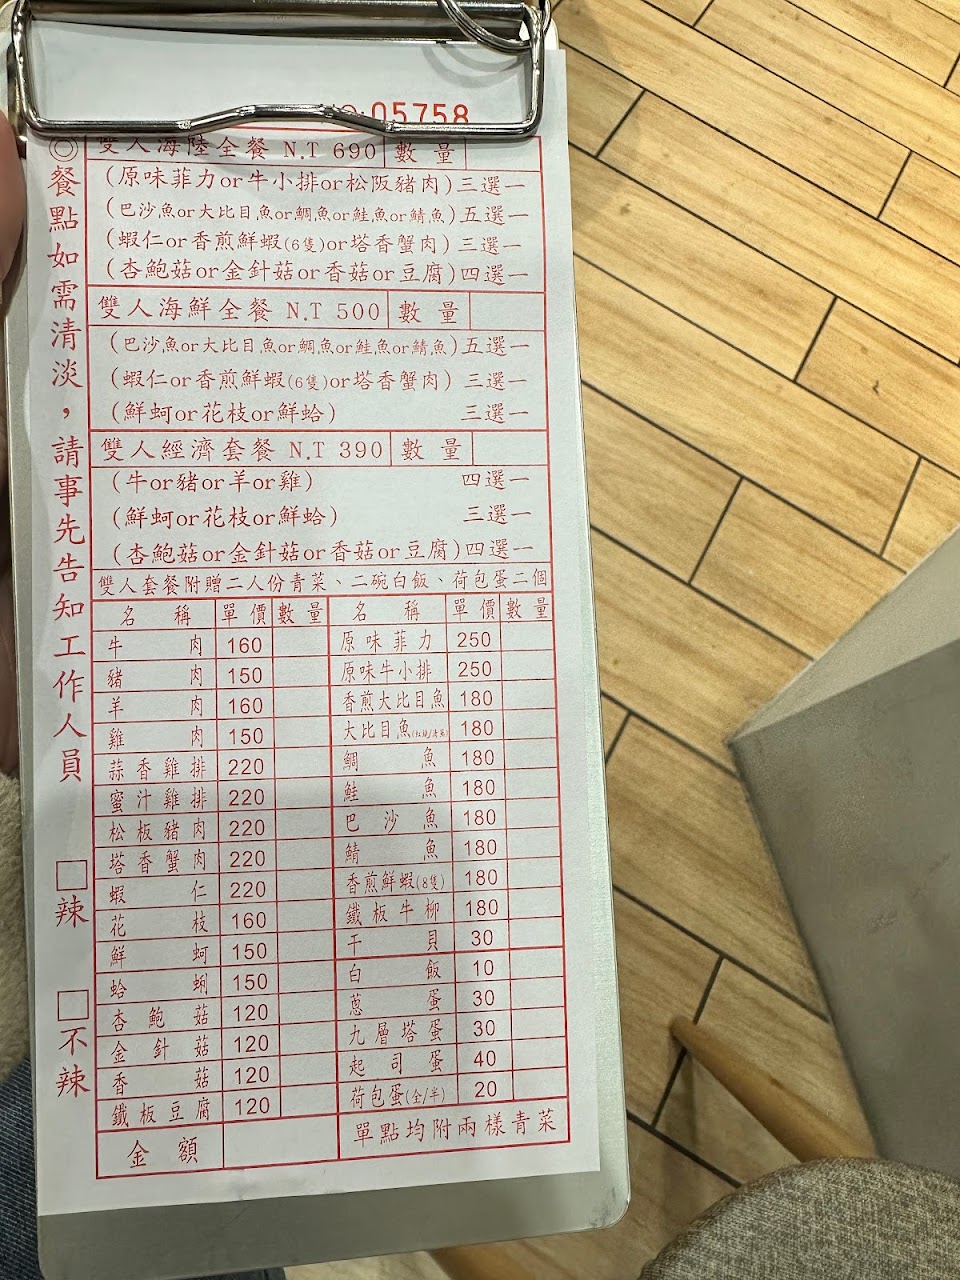 05758
◎餐點如需清淡，請事先告知工作人員
□辣
□不辣
雙人海陸全餐 N.T 690 數量
(原味菲力or牛小排or松阪豬肉)三選一
(巴沙魚or大比目魚or鯛魚or鮭魚or鯖魚)五選一
(蝦仁or香煎鮮蝦(6隻)or塔香蟹肉)三選一
(杏鮑菇or金針菇or香菇or豆腐)四選一
雙人海鮮全餐 N.T 500 數量
(巴沙魚or大比目魚or鯛魚or鮭魚or鯖魚)五選一
(蝦仁or香煎鮮蝦(6隻)or塔香蟹肉)三選一
(鮮蚵or花枝or鮮蛤) 三選一
雙人經濟套餐 N.T 390 數量
(牛or豬or羊or雞) 四選一
(鮮蚵or花枝or鮮蛤) 三選一
(杏鮑菇or金針菇or香菇or豆腐)四選一
雙人套餐附贈二人份青菜、二碗白飯、荷包蛋二個
名稱 單價 數量 名稱 單價 數量
牛肉 160 原味菲力 250
豬肉 150 原味牛小排 250
羊肉 160 香煎大比目魚 180
雞肉 150 大比目魚 180
蒜香雞排 220 鯛魚 180
蜜汁雞排 220 鮭魚 180
松板豬肉 220 巴沙魚 180
塔香蟹肉 220 鯖魚 180
蝦仁 220 香煎鮮蝦(8隻) 180
花枝 160 鐵板牛柳 180
鮮蚵 150 干貝 30
蛤蜊 150 白飯 10
杏鮑菇 120 蔥蛋 30
金針菇 120 九層塔蛋 30
香菇 120 起司蛋 40
鐵板豆腐 120 荷包蛋(全/半) 20
金額 單點均附兩樣青菜